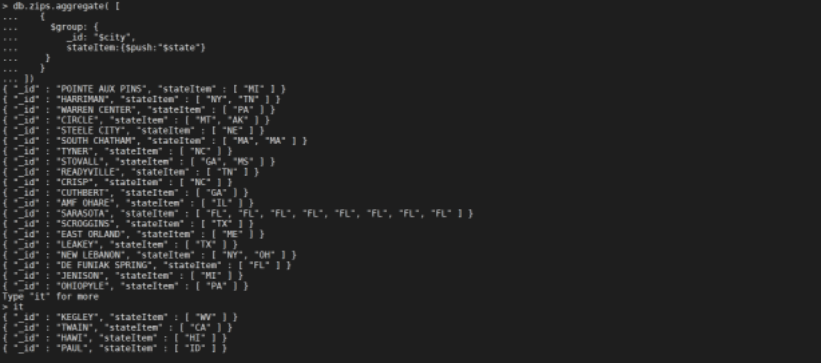 > db.zips.aggregate( [
...    {
...      $group: {
...        _id: "$city",
...        stateItem:{$push:"$state"}
...      }
...    }
... ])
{ "_id" : "POINTE AUX PINS", "stateItem" : [ "MI" ] }
{ "_id" : "HARRIMAN", "stateItem" : [ "NY", "TN" ] }
{ "_id" : "WARREN CENTER", "stateItem" : [ "PA" ] }
{ "_id" : "CIRCLE", "stateItem" : [ "MT", "AK" ] }
{ "_id" : "STEELE CITY", "stateItem" : [ "NE" ] }
{ "_id" : "SOUTH CHATHAM", "stateItem" : [ "MA", "MA" ] }
{ "_id" : "TYNER", "stateItem" : [ "NC" ] }
{ "_id" : "STOVALL", "stateItem" : [ "GA", "MS" ] }
{ "_id" : "READYVILLE", "stateItem" : [ "TN" ] }
{ "_id" : "CRISP", "stateItem" : [ "NC" ] }
{ "_id" : "CUTHBERT", "stateItem" : [ "GA" ] }
{ "_id" : "AMF OHARE", "stateItem" : [ "IL" ] }
{ "_id" : "SARASOTA", "stateItem" : [ "FL", "FL", "FL", "FL", "FL", "FL", "FL" ] }
{ "_id" : "SCROGGINS", "stateItem" : [ "TX" ] }
{ "_id" : "EAST ORLAND", "stateItem" : [ "ME" ] }
{ "_id" : "LEAKEY", "stateItem" : [ "TX" ] }
{ "_id" : "NEW LEBANON", "stateItem" : [ "NY", "OH" ] }
{ "_id" : "DE FUNIAK SPRING", "stateItem" : [ "FL" ] }
{ "_id" : "JENISON", "stateItem" : [ "MI" ] }
{ "_id" : "OHIOPYLE", "stateItem" : [ "PA" ] }
Type "it" for more
> it
{ "_id" : "KEGLEY", "stateItem" : [ "WV" ] }
{ "_id" : "TWAIN", "stateItem" : [ "CA" ] }
{ "_id" : "HAWI", "stateItem" : [ "HI" ] }
{ "_id" : "PAUL", "stateItem" : [ "ID" ] }